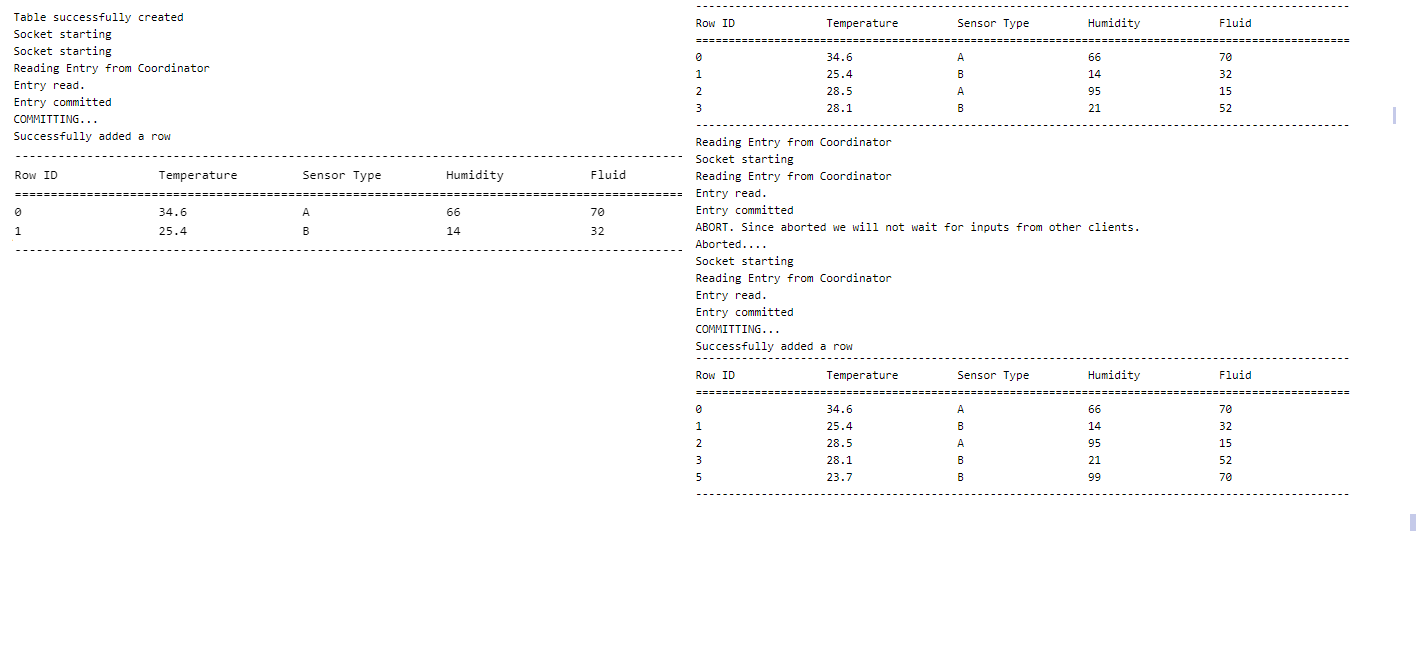 Table successfully created
Socket starting
Socket starting
Reading Entry from Coordinator
Entry read.
Entry committed
COMMITTING...
Successfully added a row
--------------------------------------------------------------------------------------------
Row ID Temperature Sensor Type Humidity Fluid
============================================================================================
0 34.6 A 66 70
1 25.4 B 14 32
--------------------------------------------------------------------------------------------
----------------------------------------------------------------------------------------------------
Row ID Temperature Sensor Type Humidity Fluid
====================================================================================================
0 34.6 A 66 70
1 25.4 B 14 32
2 28.5 A 95 15
3 28.1 B 21 52
----------------------------------------------------------------------------------------------------
Reading Entry from Coordinator
Socket starting
Reading Entry from Coordinator
Entry read.
Entry committed
ABORT. Since aborted we will not wait for inputs from other clients.
Aborted....
Socket starting
Reading Entry from Coordinator
Entry read.
Entry committed
COMMITTING...
Successfully added a row
----------------------------------------------------------------------------------------------------
Row ID Temperature Sensor Type Humidity Fluid
====================================================================================================
0 34.6 A 66 70
1 25.4 B 14 32
2 28.5 A 95 15
3 28.1 B 21 52
5 23.7 B 99 70
----------------------------------------------------------------------------------------------------